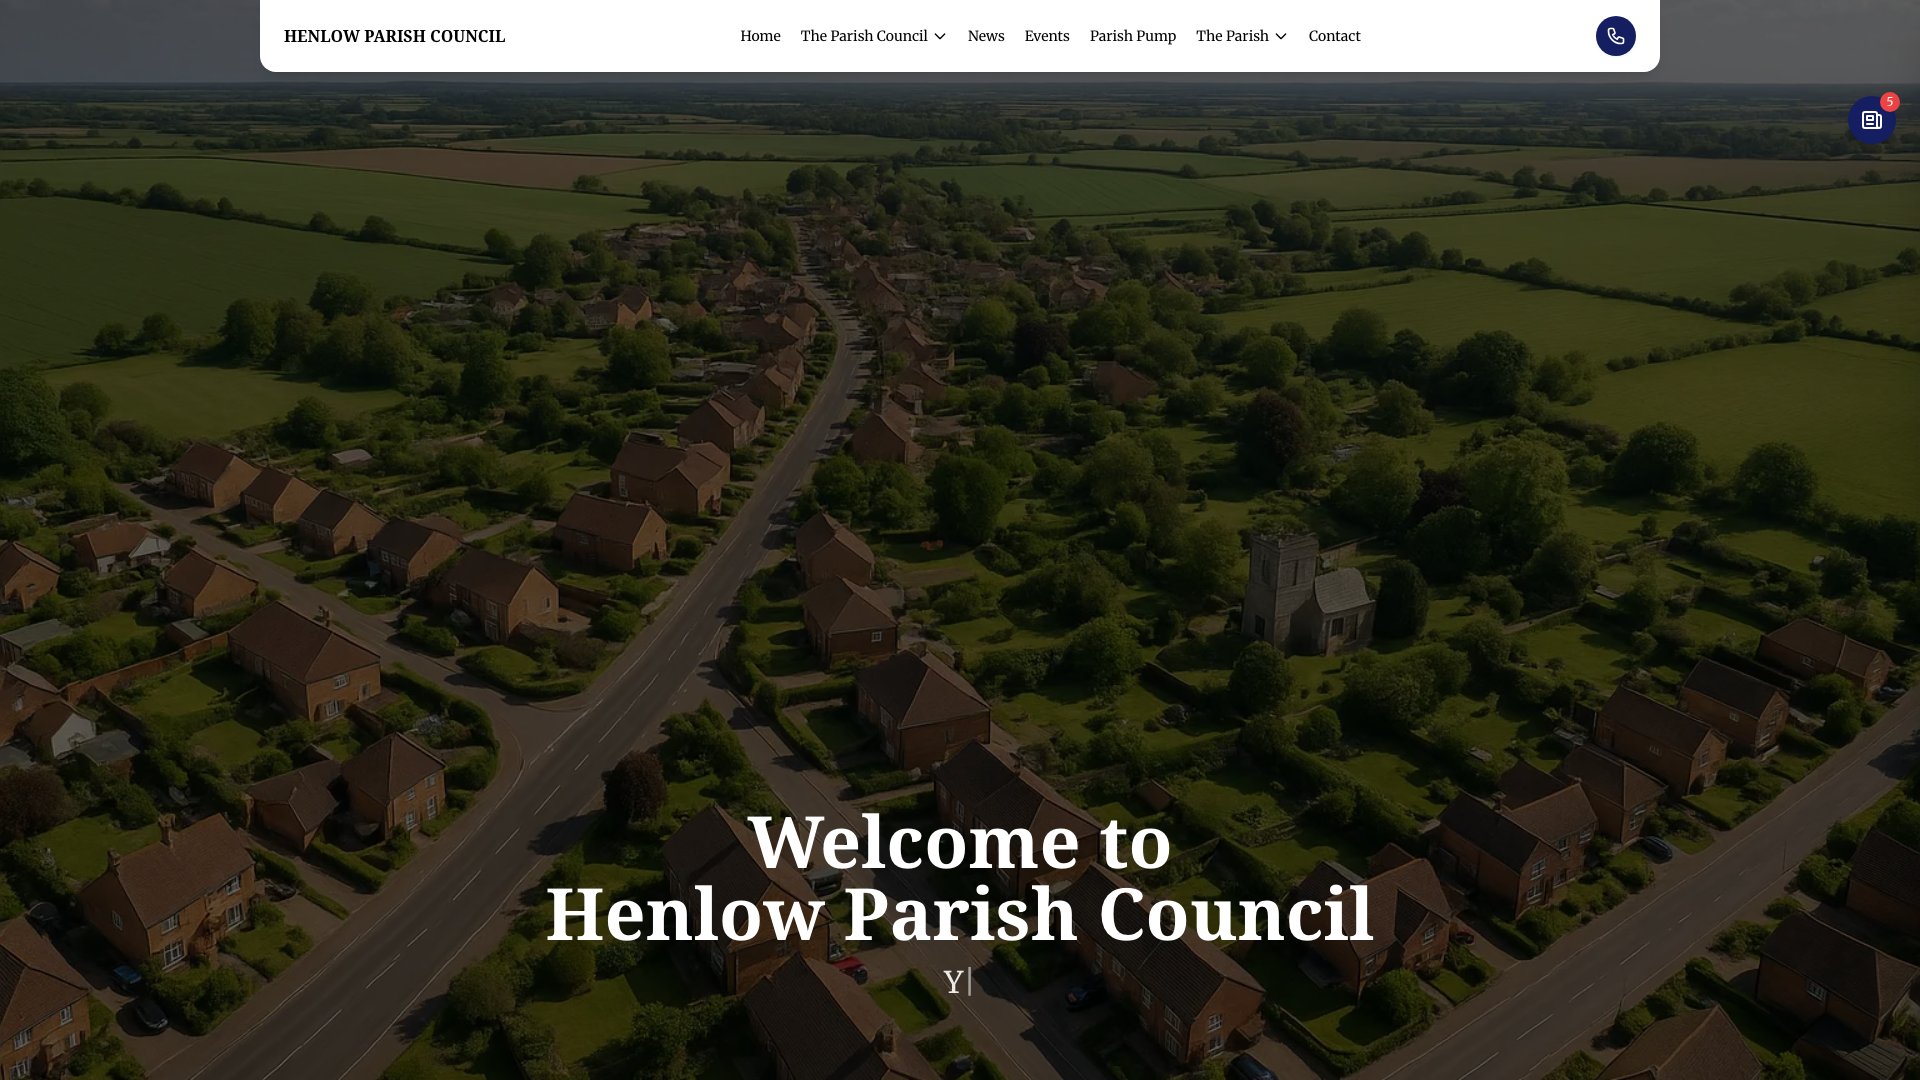 HENLOW PARISH COUNCIL
Home
The Parish Council
News
Events
Parish Pump
The Parish
Contact
5
Welcome to
Henlow Parish Council
Y